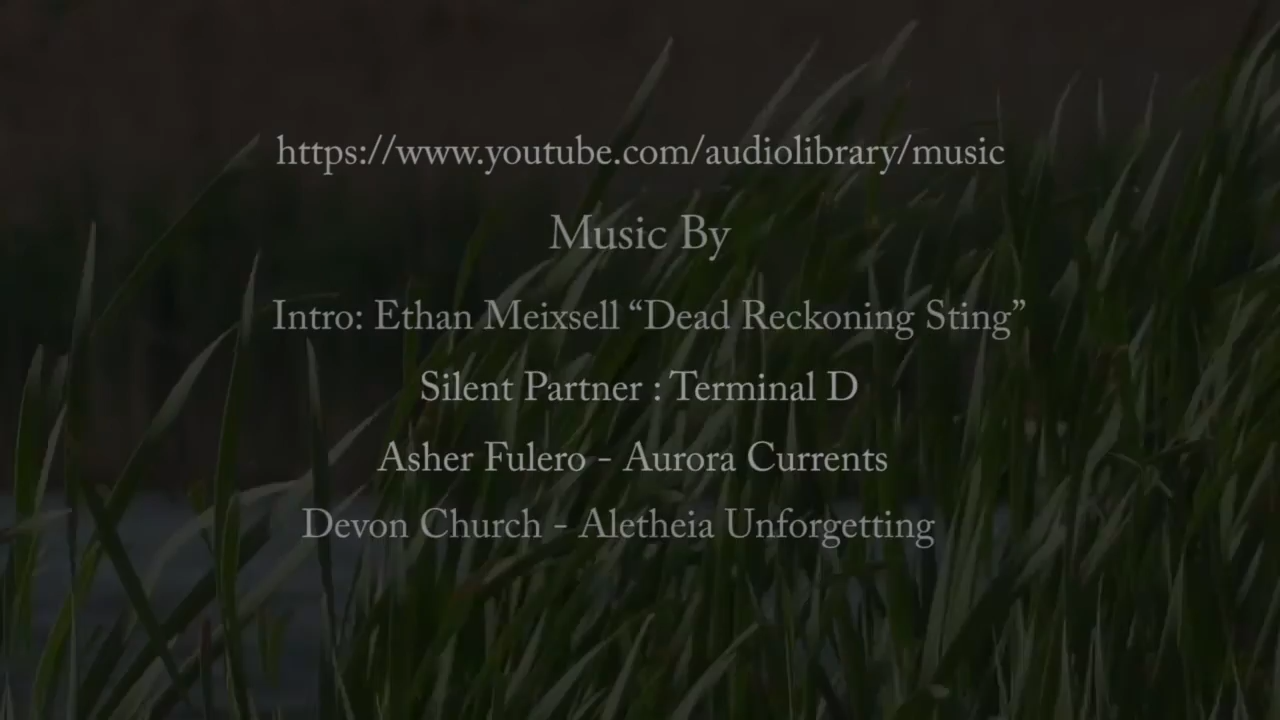 https://www.youtube.com/audiolibrary/music
Music By
Intro: Ethan Meixsell “Dead Reckoning Sting”
Silent Partner : Terminal D
Asher Fulero - Aurora Currents
Devon Church - Aletheia Unforgetting